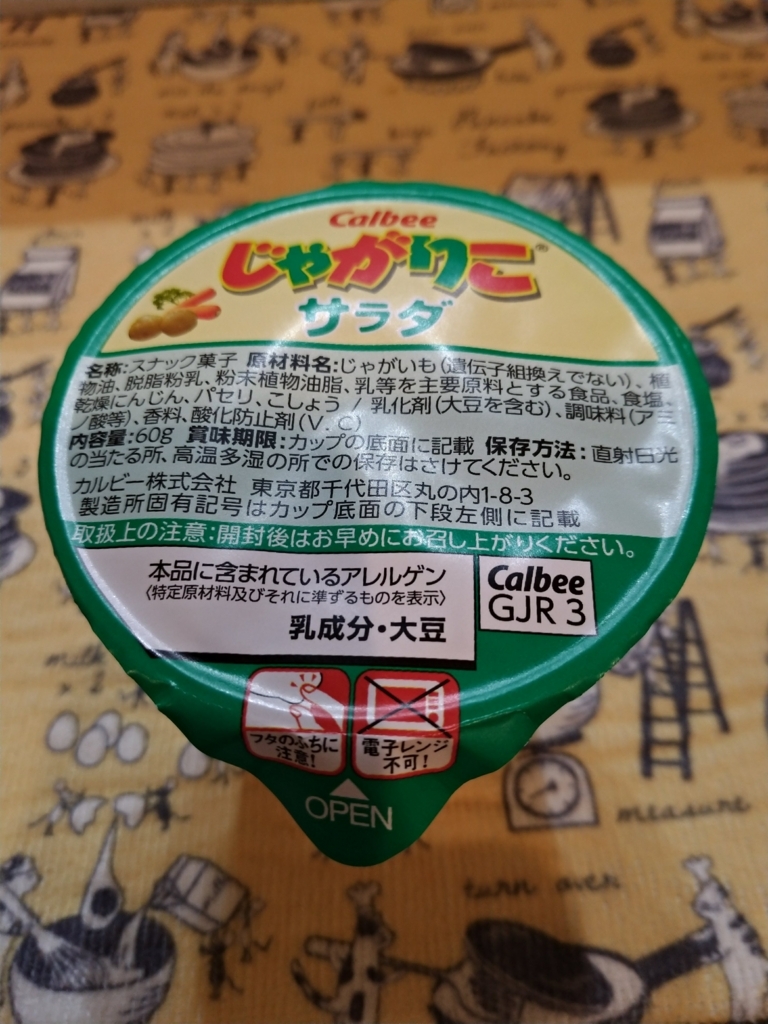 Calbee
じゃがりこ®
サラダ
名称:スナック菓子 原材料名:じゃがいも(遺伝子組換えでない)、植
物油、脱脂粉乳、粉末植物油脂、乳等を主要原料とする食品、食塩、
乾燥にんじん、パセリ、こしょう / 乳化剤(大豆を含む)、調味料(アミ
ノ酸等)、香料、酸化防止剤(V.C)
内容量:60g 賞味期限:カップの底面に記載 保存方法:直射日光
の当たる所、高温多湿の所での保存はさけてください。
カルビー株式会社 東京都千代田区丸の内1-8-3
製造所固有記号はカップ底面の下段左側に記載
取扱上の注意:開封後はお早めにお召し上がりください。
本品に含まれているアレルゲン
〈特定原材料及びそれに準ずるものを表示〉
乳成分・大豆
Calbee
GJR 3
フタのふちに
注意!
電子レンジ
不可!
OPEN
measure
turn over
milk